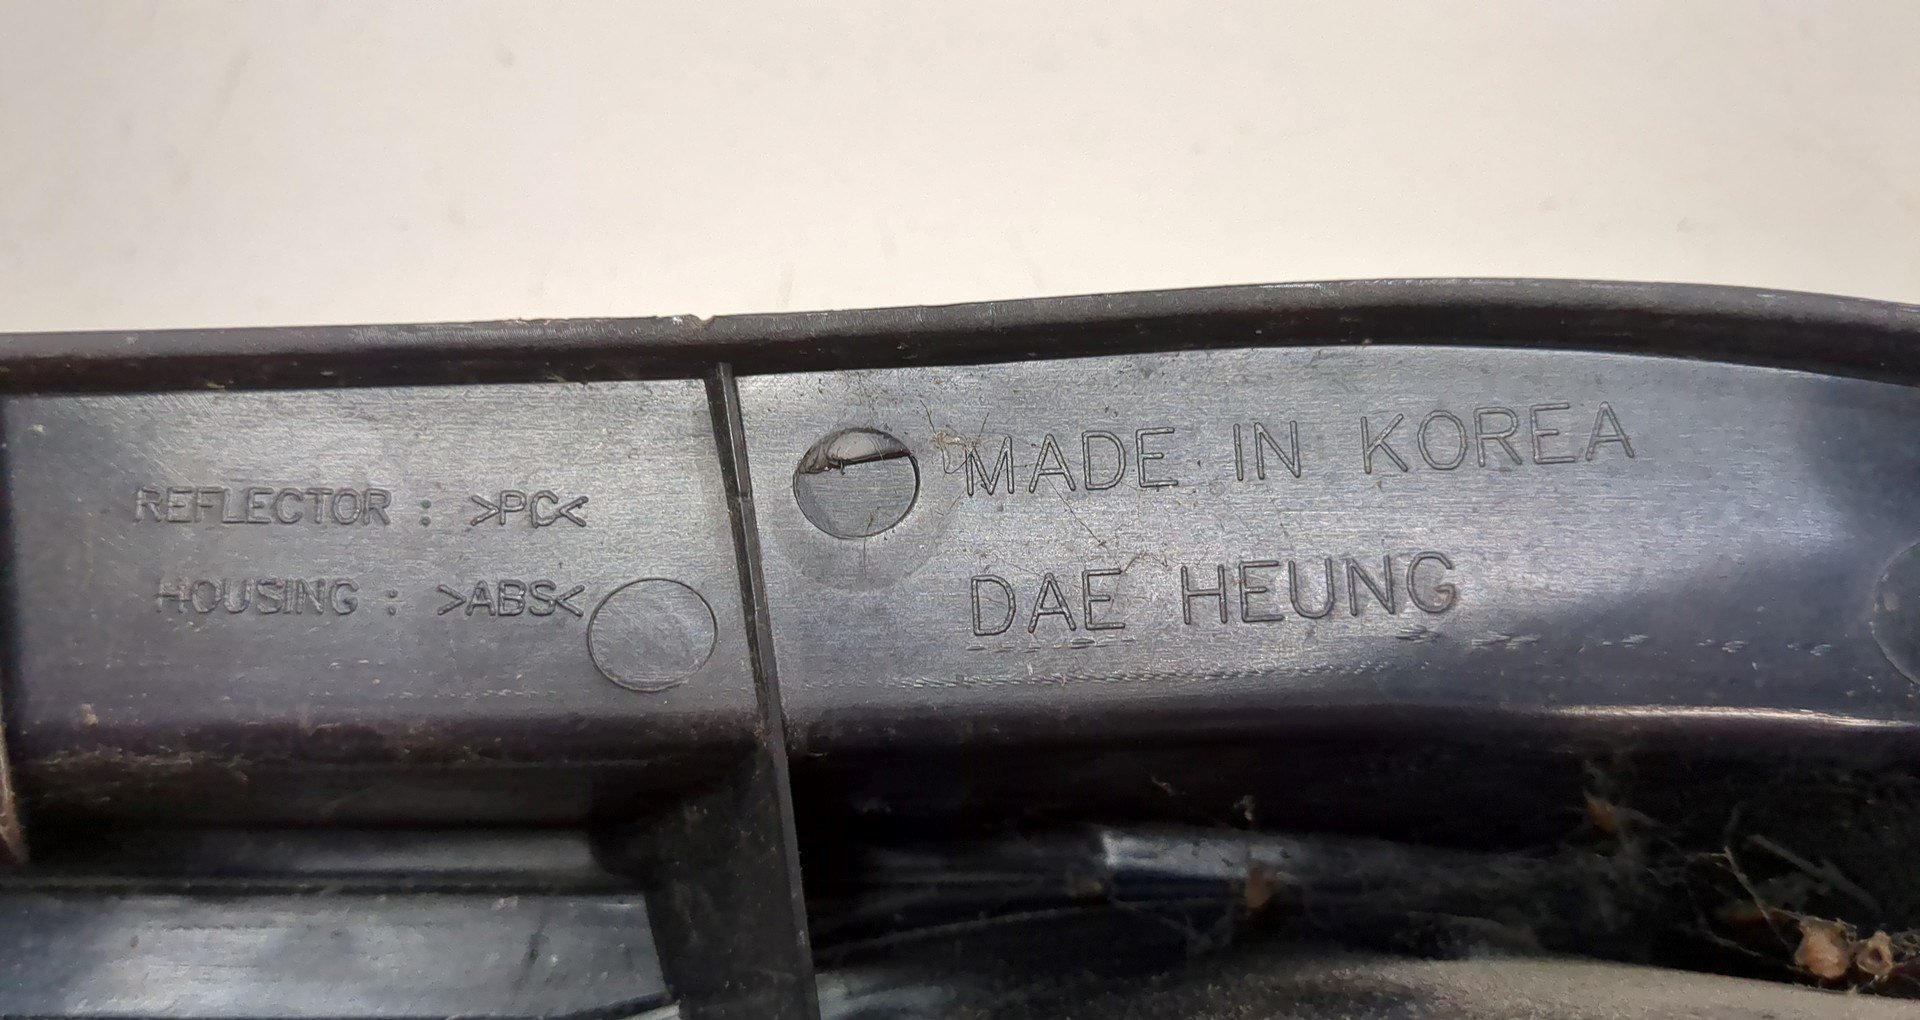 REFLECTOR : >PC<
HOUSING : >ABS<
MADE IN KOREA
DAE HEUNG